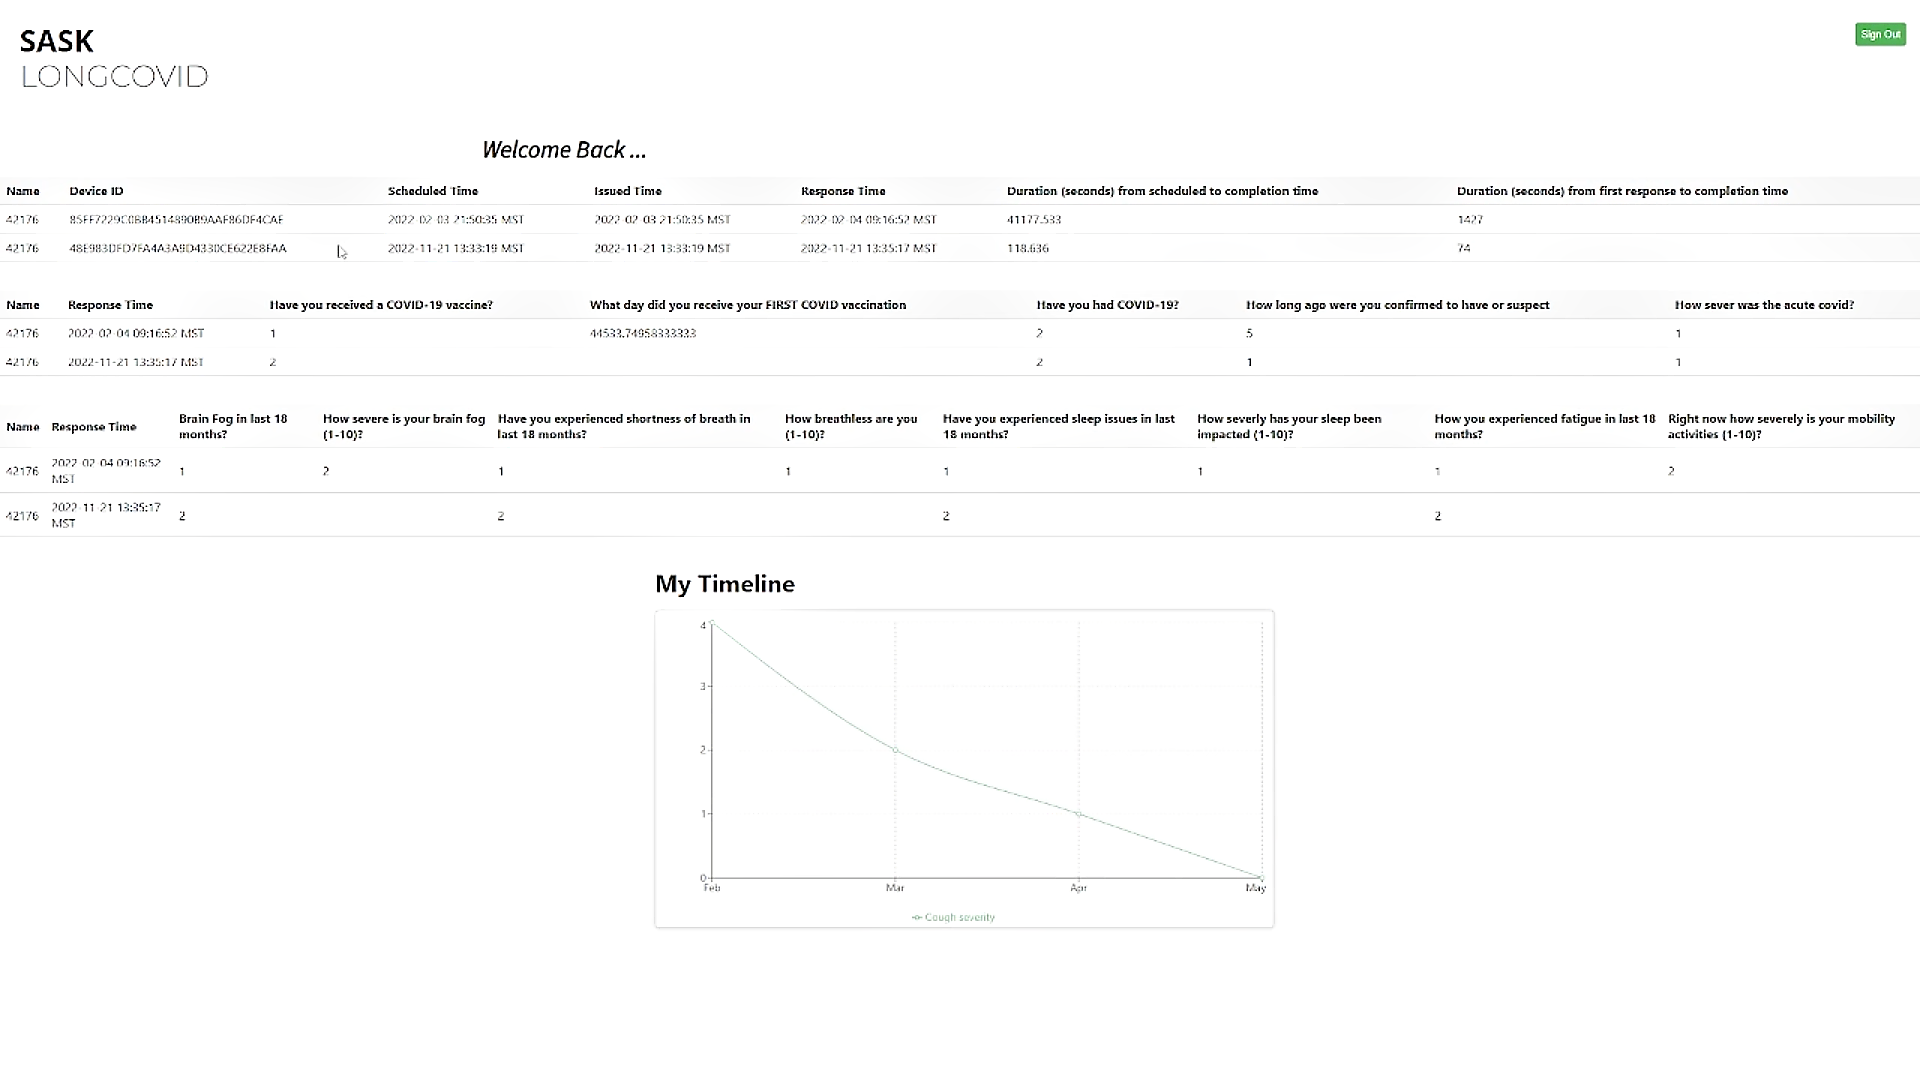 SASK
LONGCOVID
Sign Out
Welcome Back ...
Name Device ID Scheduled Time Issued Time Response Time Duration (seconds) from scheduled to completion time Duration (seconds) from first response to completion time
42176 2022-02-03 21:50:35 MST 2022-02-03 21:50:35 MST 2022-02-04 09:16:52 MST 41177.533 1427
42176 2022-11-21 13:33:19 MST 2022-11-21 13:33:19 MST 2022-11-21 13:35:17 MST 118.636 74
Name Response Time Have you received a COVID-19 vaccine? What day did you receive your FIRST COVID vaccination Have you had COVID-19? How long ago were you confirmed to have or suspect How sever was the acute covid?
42176 2022-02-04 09:16:52 MST 1 44533.74958333333 2 5 1
42176 2022-11-21 13:35:17 MST 2 2 1 1
Name Response Time Brain Fog in last 18 months? How severe is your brain fog (1-10)? Have you experienced shortness of breath in last 18 months? How breathless are you (1-10)? Have you experienced sleep issues in last 18 months? How severly has your sleep been impacted (1-10)? How you experienced fatigue in last 18 months? Right now how severely is your mobility activities (1-10)?
42176 2022-02-04 09:16:52 MST 1 2 1 1 1 1 1 2
42176 2022-11-21 13:35:17 MST 2 2 2 2
My Timeline
4
3
2
1
0
Feb Mar Apr May
Cough severity